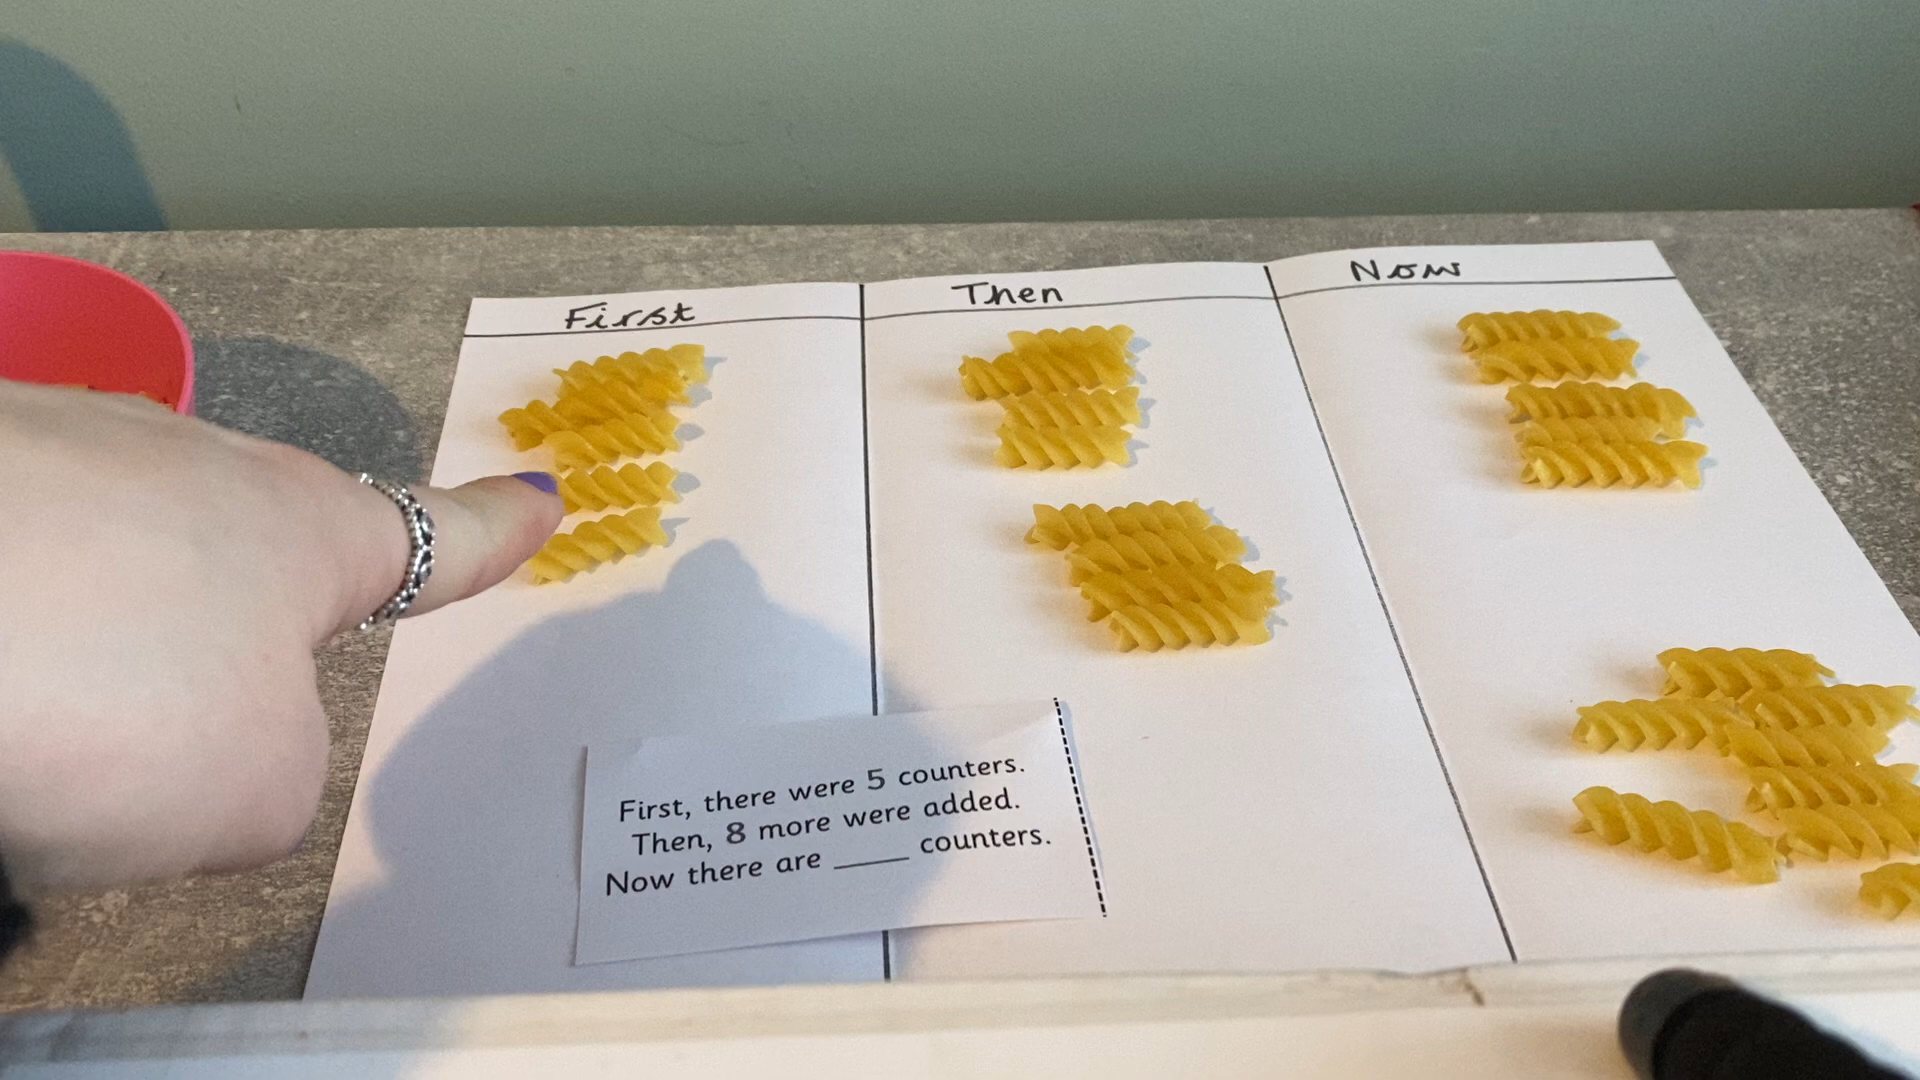 First
Then
Now
First, there were 5 counters.
Then, 8 more were added.
Now there are _____ counters.